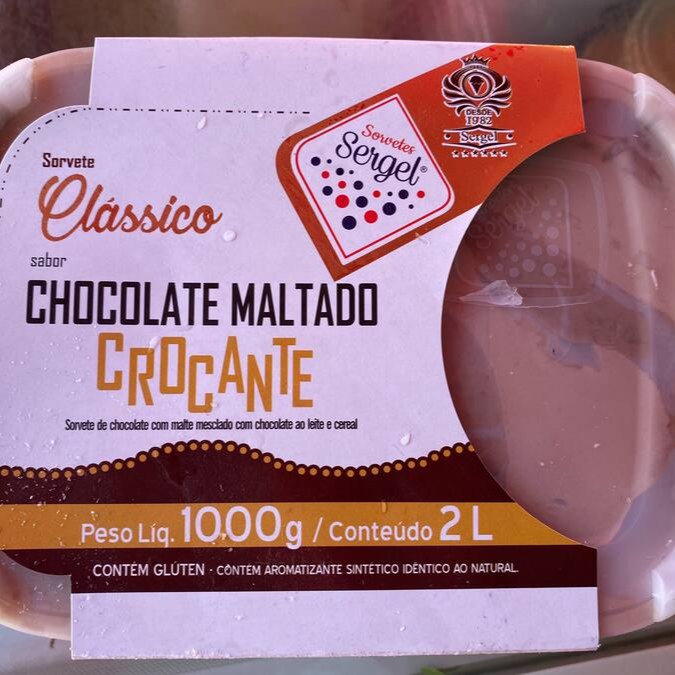 Sorvete
Clássico
sabor
CHOCOLATE MALTADO
CROCANTE
Sorvete de chocolate com malte mesclado com chocolate ao leite e cereal
Sorvetes
Sergel®
DESDE
1982
Sergel
Sergel
Peso Líq. 1000g / Conteúdo 2 L
CONTÉM GLÚTEN - CONTÉM AROMATIZANTE SINTÉTICO IDÊNTICO AO NATURAL.